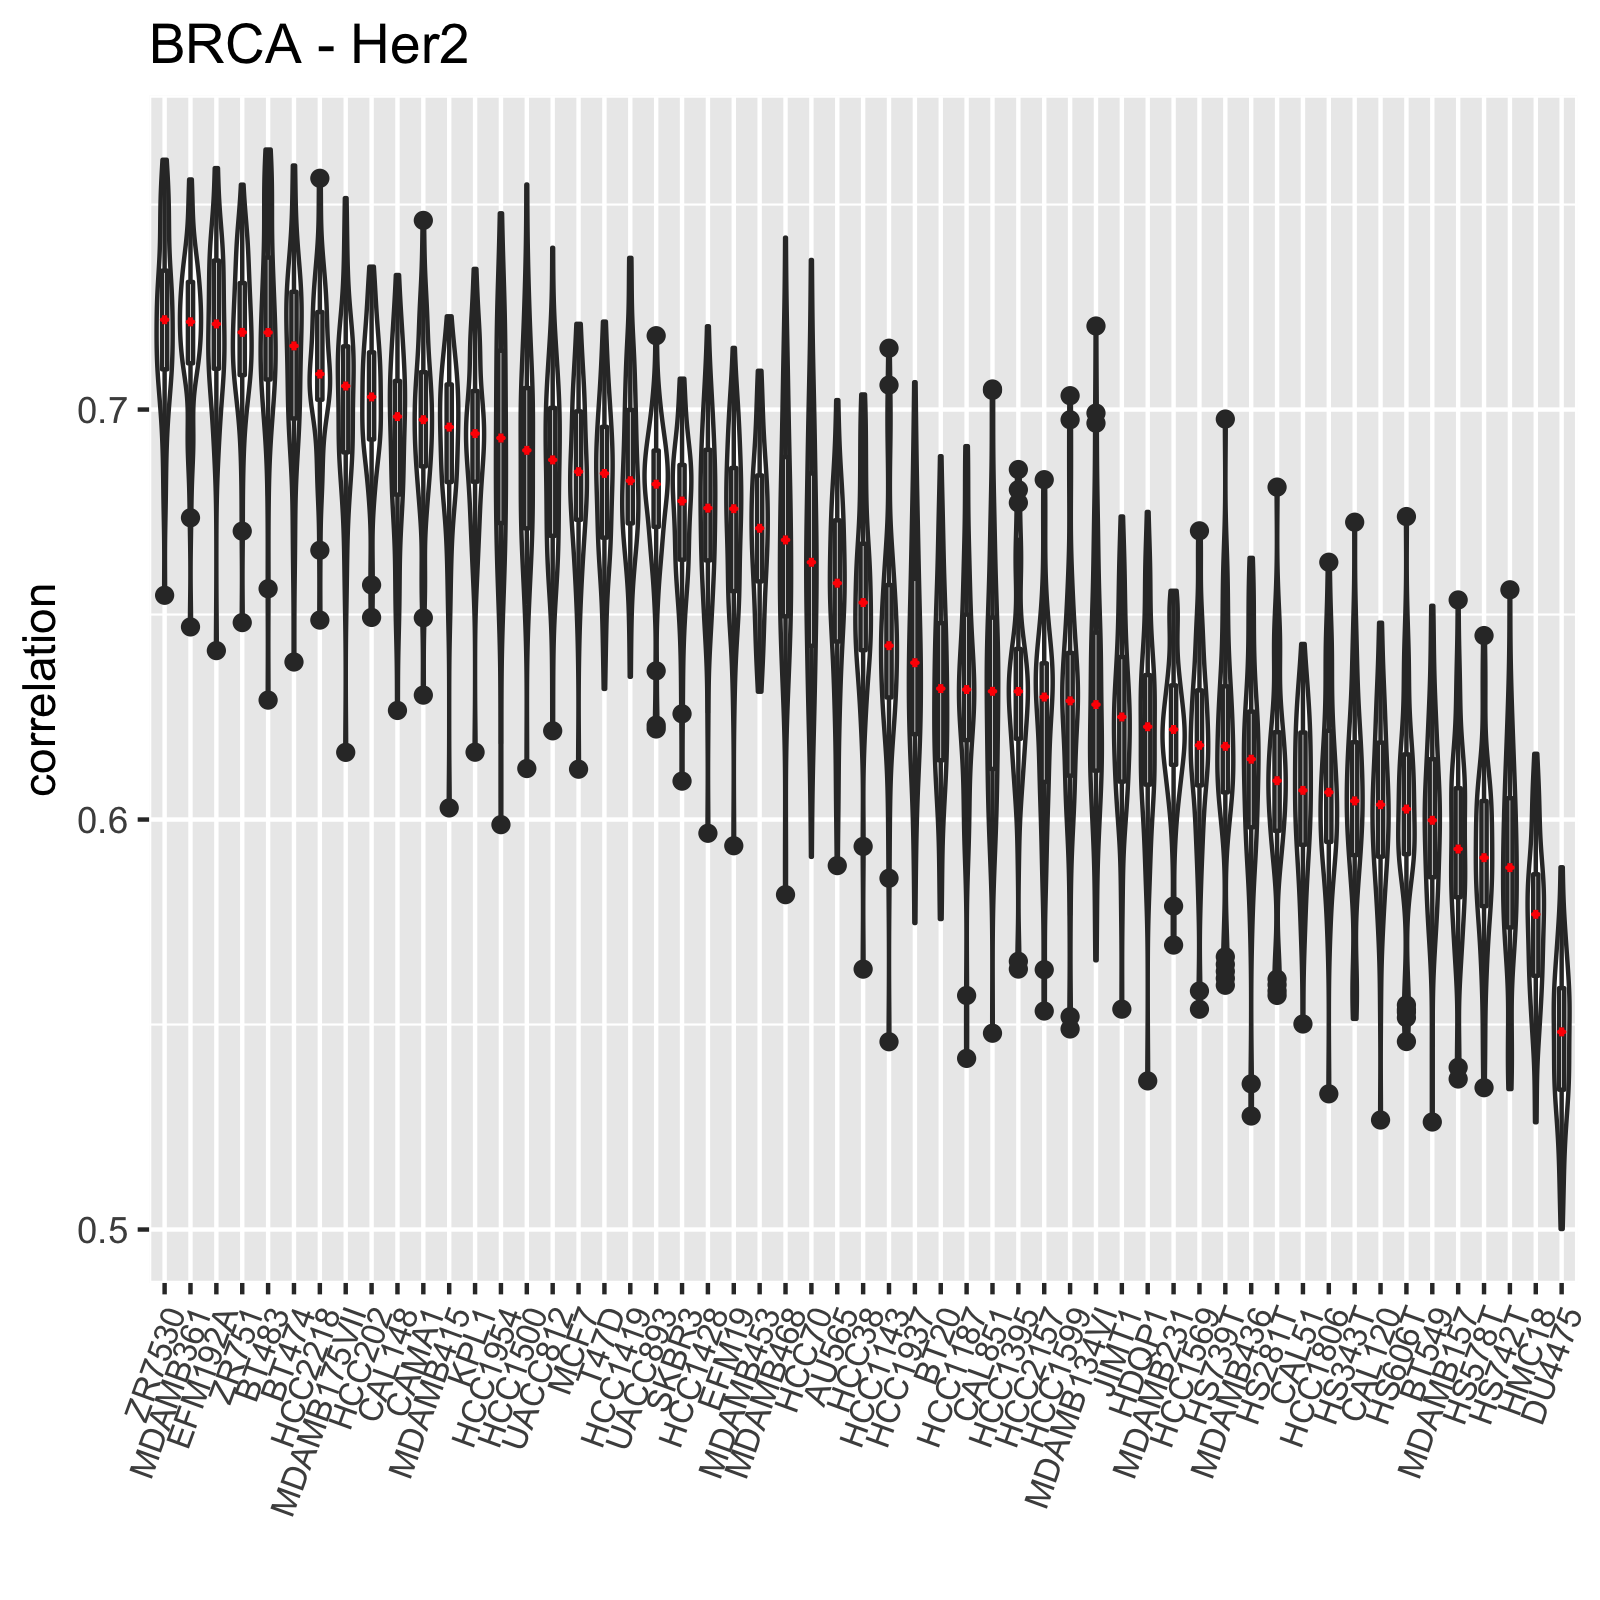 BRCA - Her2
correlation
0.7
0.6
0.5
ZR7530
MDAMB361
EFM192A
ZR751
BT483
BT474
HCC2218
MDAMB175VII
HCC202
CAL148
CAMA1
MDAMB415
KPL1
HCC1954
HCC1500
UACC812
MCF7
T47D
HCC1419
UACC893
SKBR3
HCC1428
EFM19
MDAMB453
MDAMB468
HCC70
AU565
HCC38
HCC1143
HCC1937
BT20
HCC1187
CAL851
HCC1395
HCC2157
HCC1599
MDAMB134VI
JIMT1
HDQP1
MDAMB231
HCC1569
HS739T
MDAMB436
HS281T
CAL51
HCC1806
HS343T
CAL120
HS606T
BT549
MDAMB157
HS578T
HS742T
HMC18
DU4475